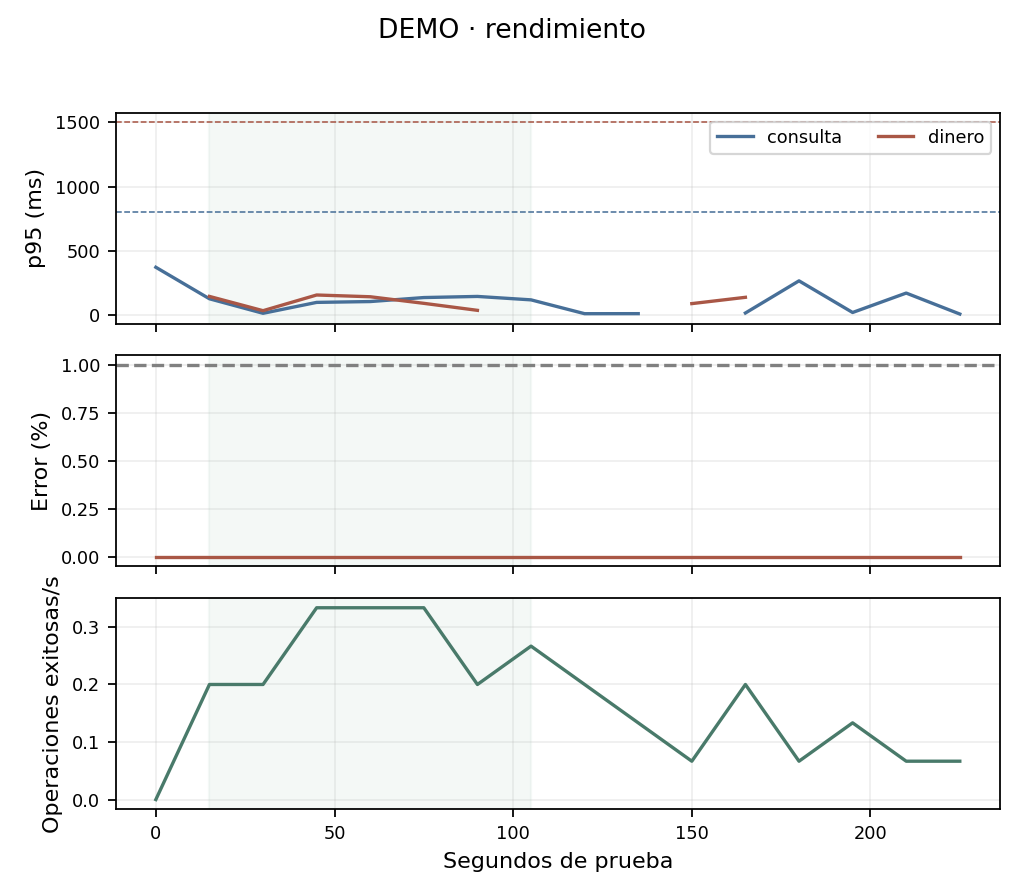 DEMO · rendimiento
p95 (ms)
1500
1000
500
0
consulta
dinero
Error (%)
1.00
0.75
0.50
0.25
0.00
Operaciones exitosas/s
0.3
0.2
0.1
0.0
0
50
100
150
200
Segundos de prueba